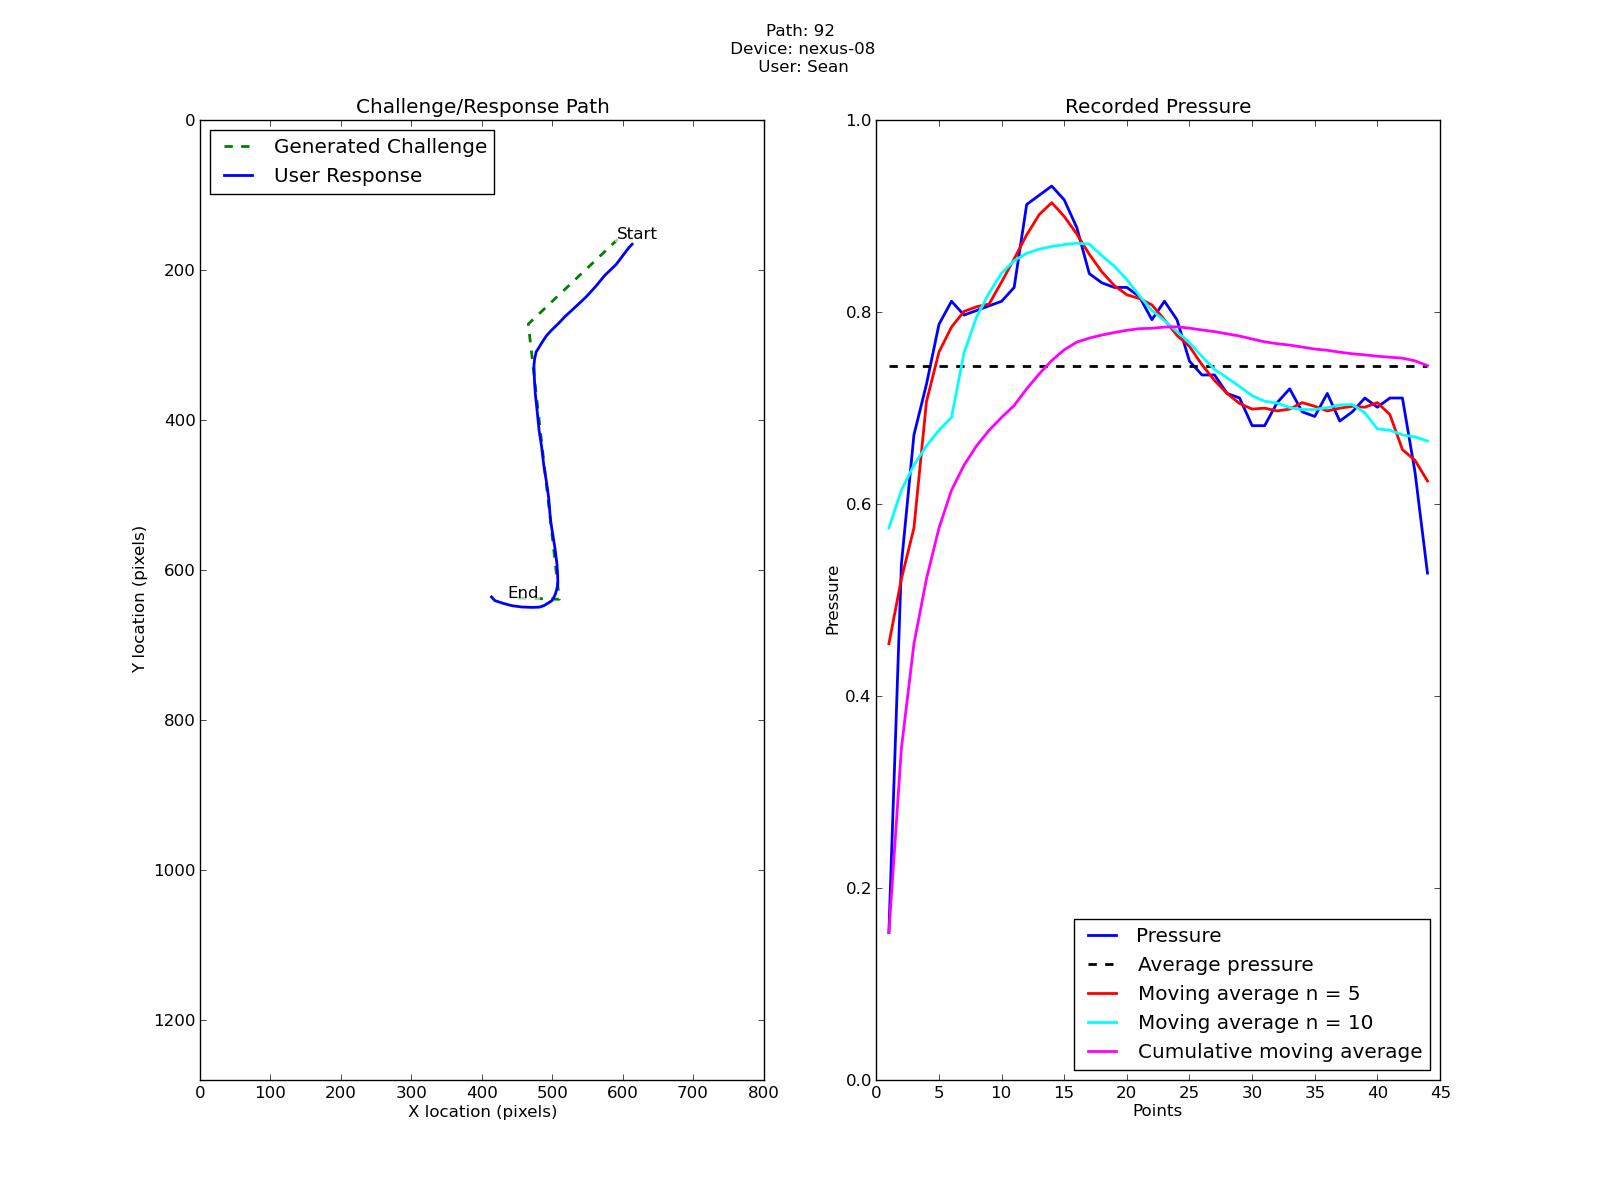 Path: 92
Device: nexus-08
User: Sean
Challenge/Response Path
Generated Challenge
User Response
Start
End
0
200
400
600
800
1000
1200
Y location (pixels)
0 100 200 300 400 500 600 700 800
X location (pixels)
Recorded Pressure
1.0
0.8
0.6
0.4
0.2
0.0
Pressure
Pressure
Average pressure
Moving average n = 5
Moving average n = 10
Cumulative moving average
0 5 10 15 20 25 30 35 40 45
Points